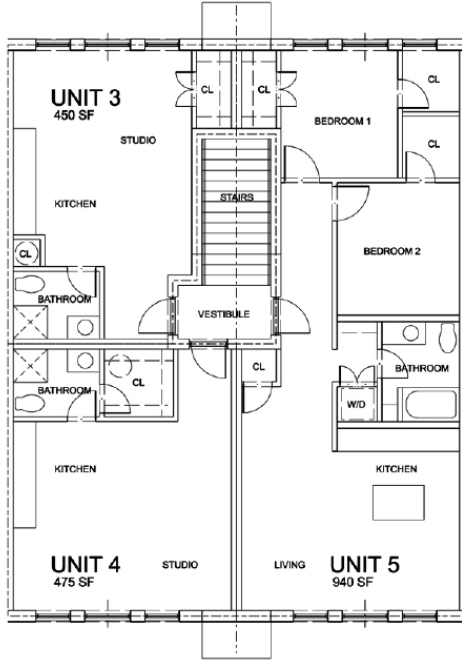 UNIT 3
450 SF
STUDIO
KITCHEN
CL
BATHROOM
CL
CL
STAIRS
VESTIBULE
BEDROOM 1
CL
CL
BEDROOM 2
BATHROOM
CL
KITCHEN
UNIT 4
475 SF
STUDIO
CL
W/D
BATHROOM
KITCHEN
LIVING
UNIT 5
940 SF